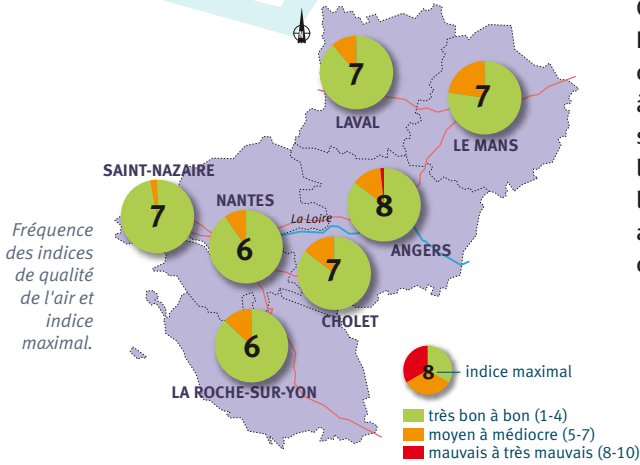 7
LAVAL
7
LE MANS
SAINT-NAZAIRE
7
NANTES
6
La Loire
8
ANGERS
7
CHOLET
6
LA ROCHE-SUR-YON
Fréquence
des indices
de qualité
de l'air et
indice
maximal.
8 indice maximal
très bon à bon (1-4)
moyen à médiocre (5-7)
mauvais à très mauvais (8-10)